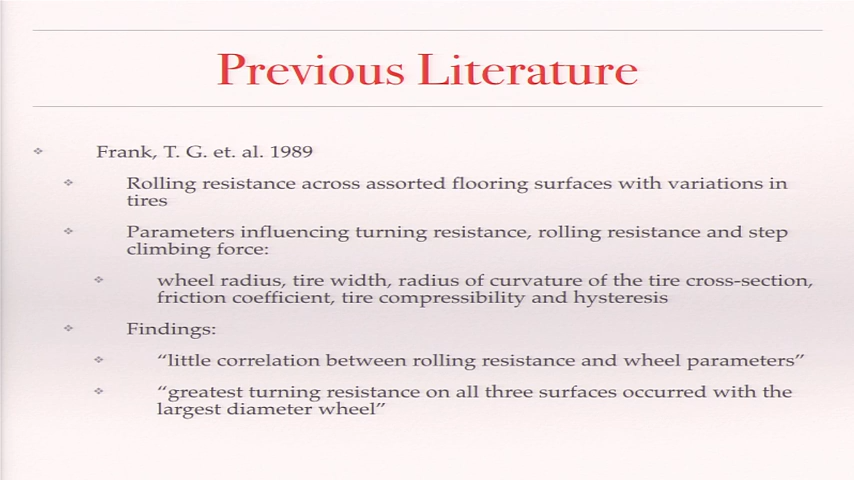 Previous Literature
Frank, T. G. et. al. 1989
Rolling resistance across assorted flooring surfaces with variations in
tires
Parameters influencing turning resistance, rolling resistance and step
climbing force:
wheel radius, tire width, radius of curvature of the tire cross-section,
friction coefficient, tire compressibility and hysteresis
Findings:
“little correlation between rolling resistance and wheel parameters”
“greatest turning resistance on all three surfaces occurred with the
largest diameter wheel”